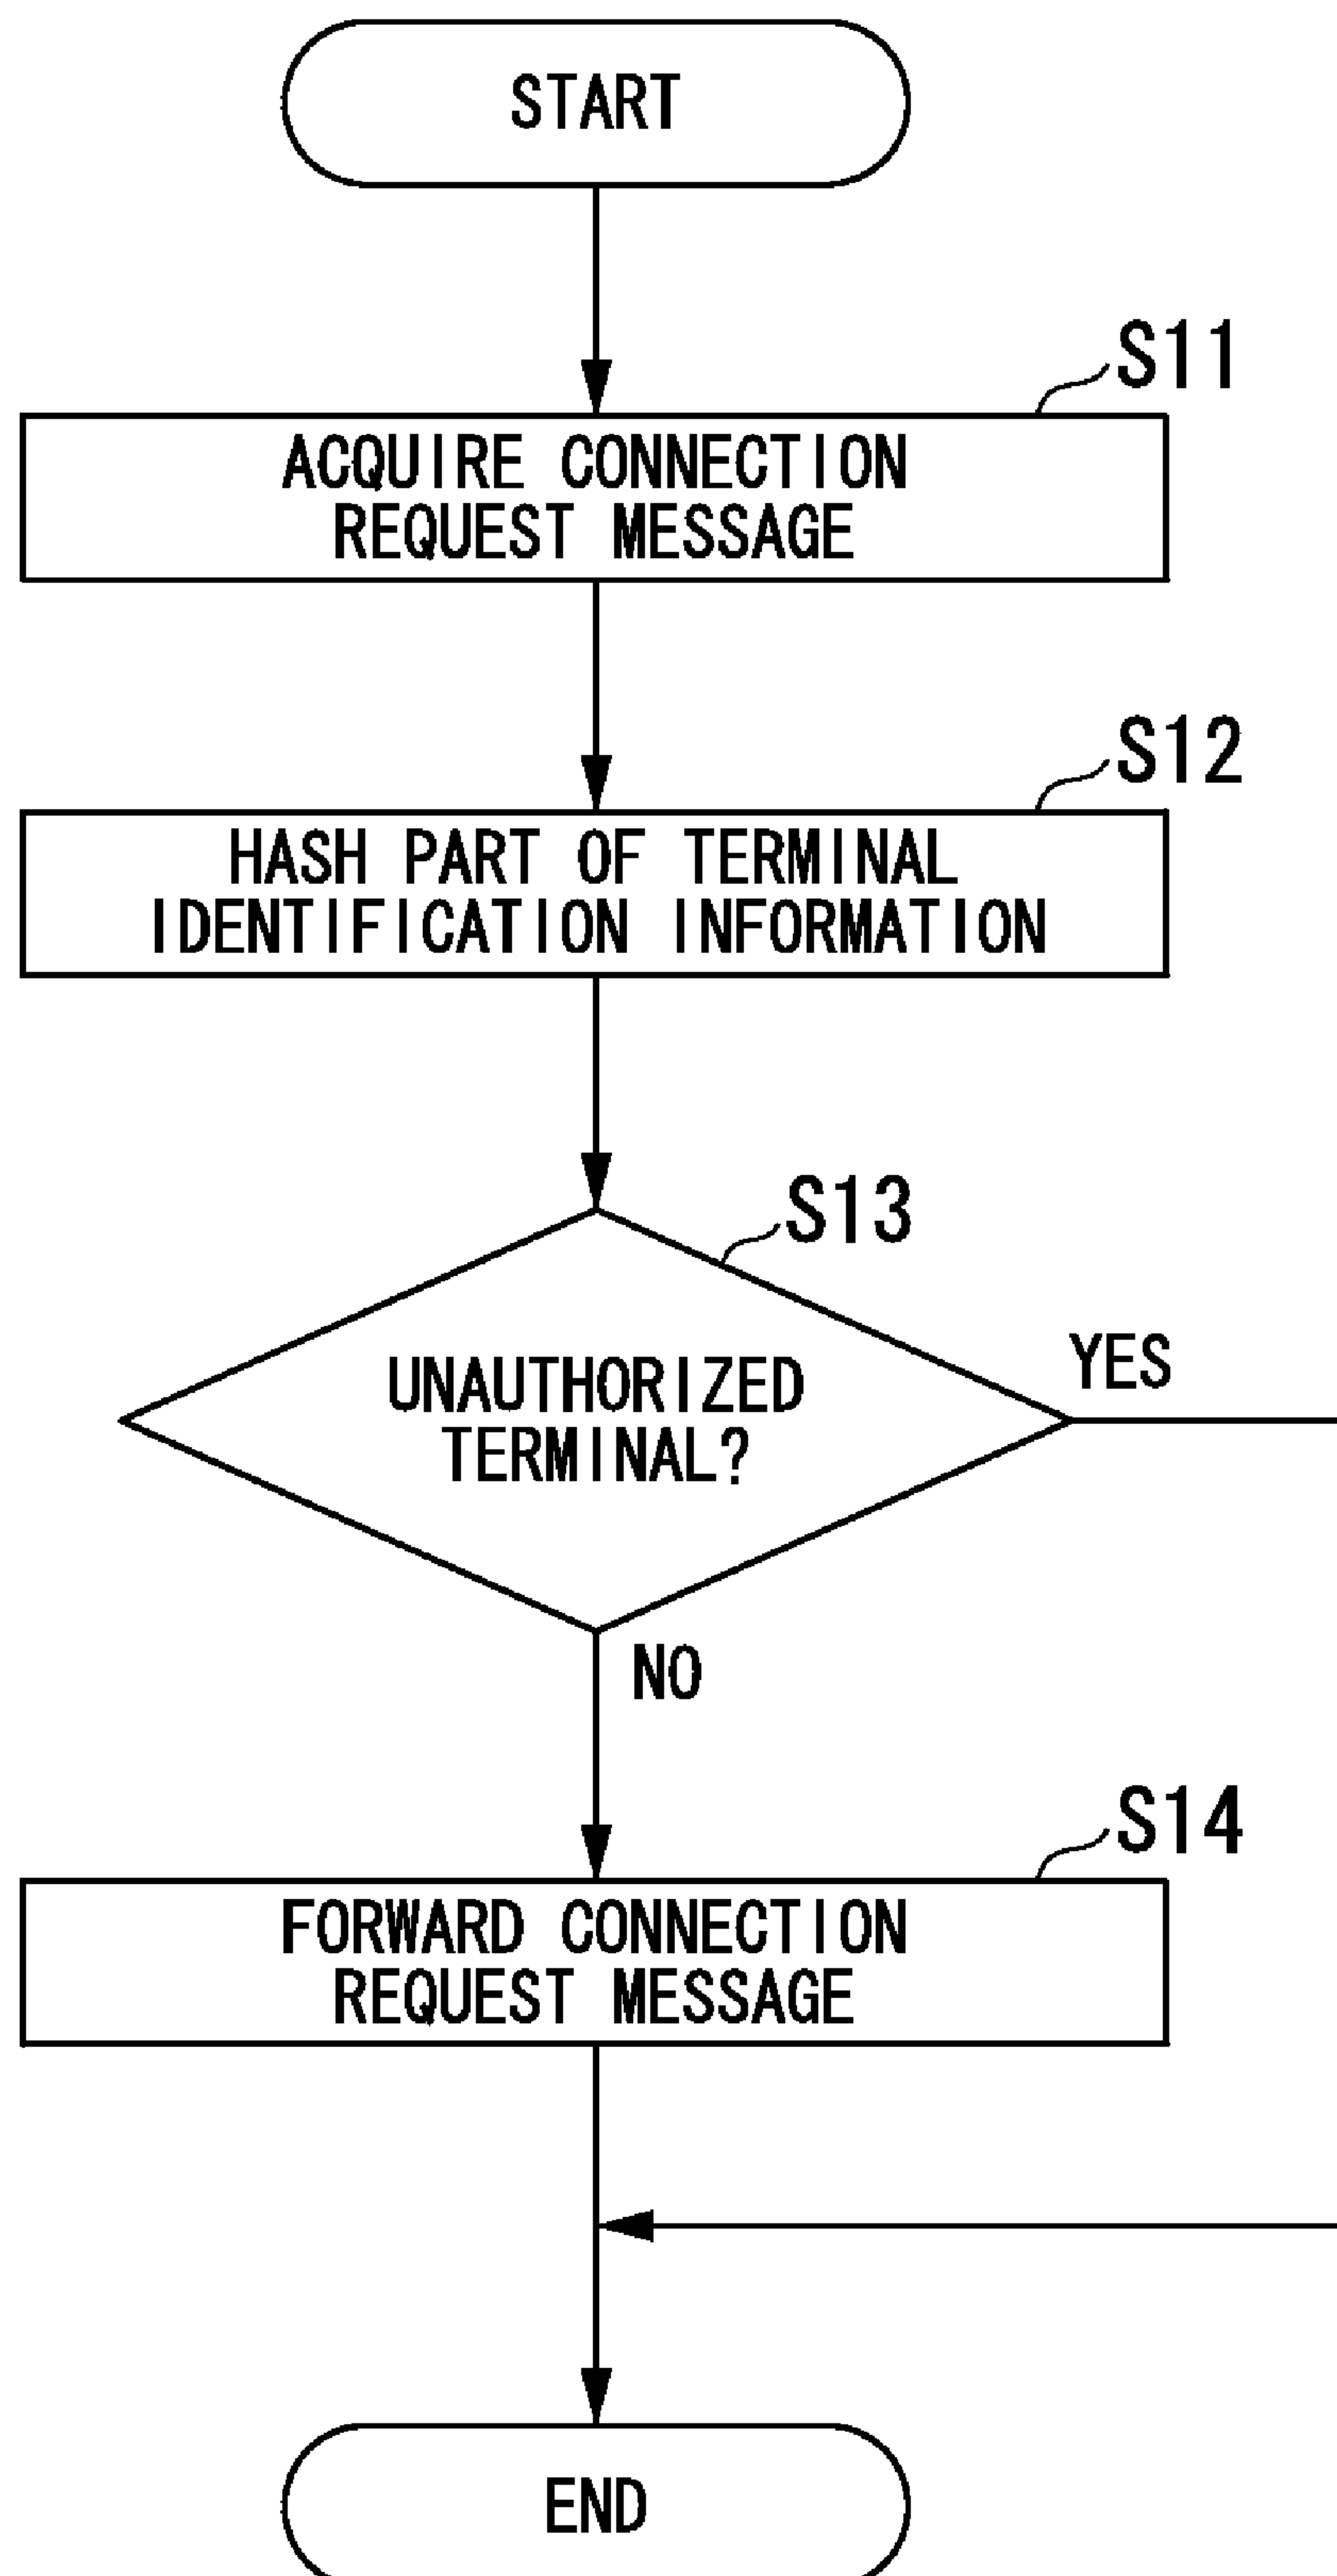 START
S11
ACQUIRE CONNECTION
REQUEST MESSAGE
S12
HASH PART OF TERMINAL
IDENTIFICATION INFORMATION
S13
UNAUTHORIZED
TERMINAL?
YES
NO
S14
FORWARD CONNECTION
REQUEST MESSAGE
END